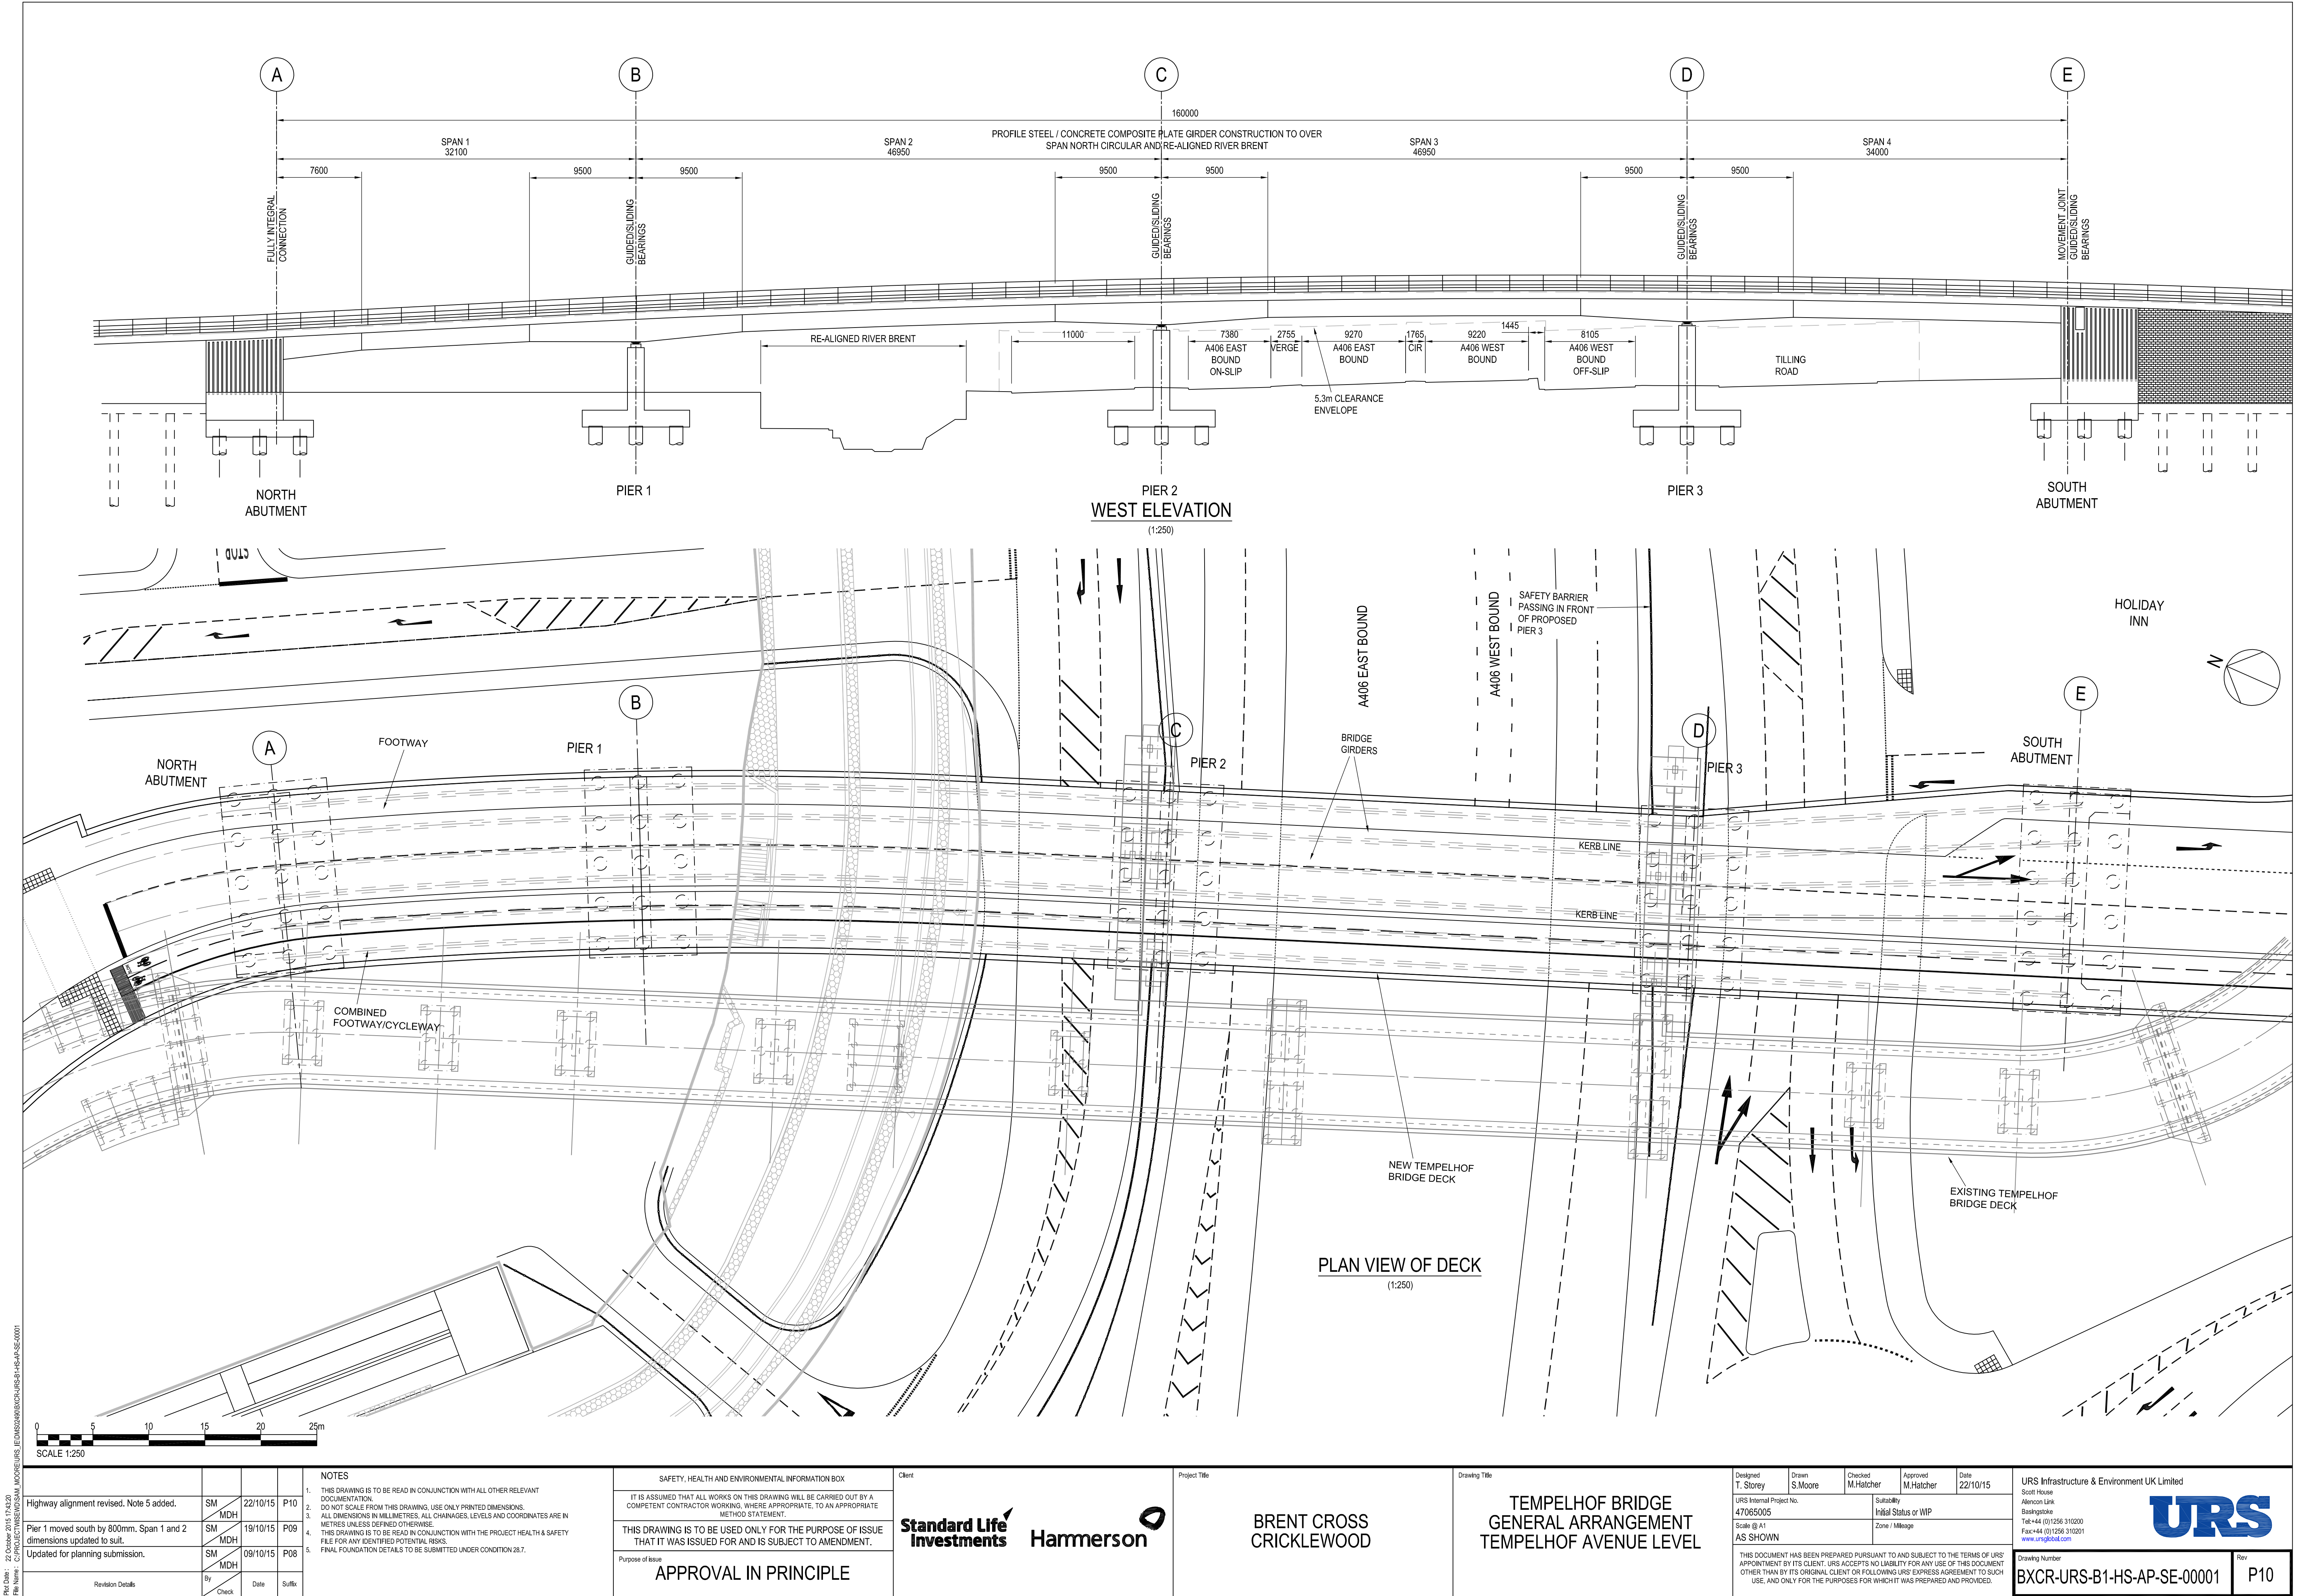 A
B
C
D
E
160000
PROFILE STEEL / CONCRETE COMPOSITE PLATE GIRDER CONSTRUCTION TO OVER
SPAN NORTH CIRCULAR AND RE-ALIGNED RIVER BRENT
SPAN 1
32100
SPAN 2
46950
SPAN 3
46950
SPAN 4
34000
7600
9500
9500
9500
9500
9500
9500
FULLY INTEGRAL
CONNECTION
GUIDED/SLIDING
BEARINGS
GUIDED/SLIDING
BEARINGS
GUIDED/SLIDING
BEARINGS
MOVEMENT JOINT
GUIDED/SLIDING
BEARINGS
RE-ALIGNED RIVER BRENT
11000
7380
A406 EAST
BOUND
ON-SLIP
2755
VERGE
9270
A406 EAST
BOUND
1765
CIR
9220
A406 WEST
BOUND
1445
8105
A406 WEST
BOUND
OFF-SLIP
TILLING
ROAD
5.3m CLEARANCE
ENVELOPE
NORTH
ABUTMENT
PIER 1
PIER 2
PIER 3
SOUTH
ABUTMENT
WEST ELEVATION
(1:250)
STOP
A406 EAST BOUND
A406 WEST BOUND
SAFETY BARRIER
PASSING IN FRONT
OF PROPOSED
PIER 3
HOLIDAY
INN
N
A
B
C
D
E
NORTH
ABUTMENT
FOOTWAY
PIER 1
PIER 2
BRIDGE
GIRDERS
PIER 3
SOUTH
ABUTMENT
KERB LINE
KERB LINE
COMBINED
FOOTWAY/CYCLEWAY
NEW TEMPELHOF
BRIDGE DECK
EXISTING TEMPELHOF
BRIDGE DECK
PLAN VIEW OF DECK
(1:250)
0 5 10 15 20 25m
SCALE 1:250
Plot Date : 22 October 2015 17:43:20
Highway alignment revised. Note 5 added. SM MDH 22/10/15 P10
Pier 1 moved south by 800mm. Span 1 and 2
dimensions updated to suit. SM MDH 19/10/15 P09
Updated for planning submission. SM MDH 09/10/15 P08
Revision Details By Check Date Suffix
NOTES
1. THIS DRAWING IS TO BE READ IN CONJUNCTION WITH ALL OTHER RELEVANT
DOCUMENTATION.
2. DO NOT SCALE FROM THIS DRAWING, USE ONLY PRINTED DIMENSIONS.
3. ALL DIMENSIONS IN MILLIMETRES, ALL CHAINAGES, LEVELS AND COORDINATES ARE IN
METRES UNLESS DEFINED OTHERWISE.
4. THIS DRAWING IS TO BE READ IN CONJUNCTION WITH THE PROJECT HEALTH & SAFETY
FILE FOR ANY IDENTIFIED POTENTIAL RISKS.
5. FINAL FOUNDATION DETAILS TO BE SUBMITTED UNDER CONDITION 28.7.
SAFETY, HEALTH AND ENVIRONMENTAL INFORMATION BOX
IT IS ASSUMED THAT ALL WORKS ON THIS DRAWING WILL BE CARRIED OUT BY A
COMPETENT CONTRACTOR WORKING, WHERE APPROPRIATE, TO AN APPROPRIATE
METHOD STATEMENT.
THIS DRAWING IS TO BE USED ONLY FOR THE PURPOSE OF ISSUE
THAT IT WAS ISSUED FOR AND IS SUBJECT TO AMENDMENT.
Purpose of issue
APPROVAL IN PRINCIPLE
Client
Standard Life
Investments
Hammerson
Project Title
BRENT CROSS
CRICKLEWOOD
Drawing Title
TEMPELHOF BRIDGE
GENERAL ARRANGEMENT
TEMPELHOF AVENUE LEVEL
Designed
T. Storey
Drawn
S.Moore
Checked
M.Hatcher
Approved
M.Hatcher
Date
22/10/15
URS Internal Project No.
47065005
Suitability
Initial Status or WIP
Scale @ A1
AS SHOWN
Zone / Mileage
THIS DOCUMENT HAS BEEN PREPARED PURSUANT TO AND SUBJECT TO THE TERMS OF URS'
APPOINTMENT BY ITS CLIENT. URS ACCEPTS NO LIABILITY FOR ANY USE OF THIS DOCUMENT
OTHER THAN BY ITS ORIGINAL CLIENT OR FOLLOWING URS' EXPRESS AGREEMENT TO SUCH
USE, AND ONLY FOR THE PURPOSES FOR WHICH IT WAS PREPARED AND PROVIDED.
URS Infrastructure & Environment UK Limited
Scott House
Alencon Link
Basingstoke
Tel:+44 (0)1256 310200
Fax:+44 (0)1256 310201
www.ursglobal.com
URS
Drawing Number
BXCR-URS-B1-HS-AP-SE-00001
Rev
P10